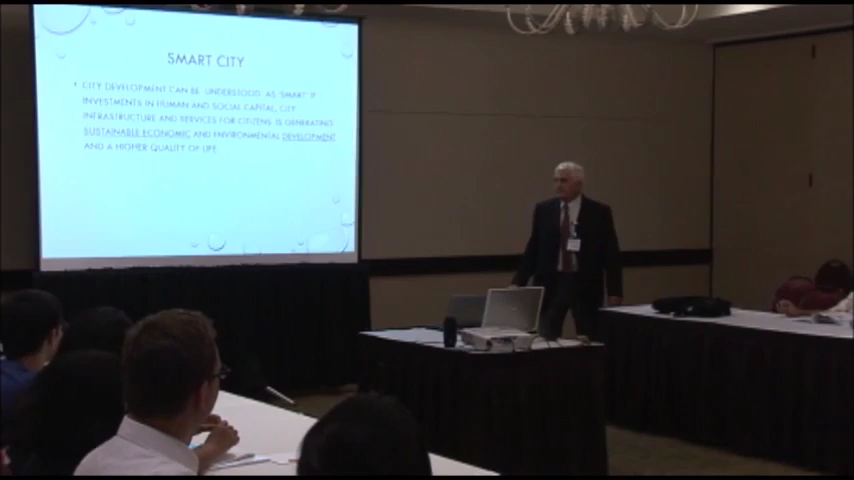 SMART CITY
• CITY DEVELOPMENT CAN BE UNDERSTOOD AS "SMART" IF
INVESTMENTS IN HUMAN AND SOCIAL CAPITAL, CITY
INFRASTRUCTURE AND SERVICES FOR CITIZENS IS GENERATING
SUSTAINABLE ECONOMIC AND ENVIRONMENTAL DEVELOPMENT
AND A HIGHER QUALITY OF LIFE.